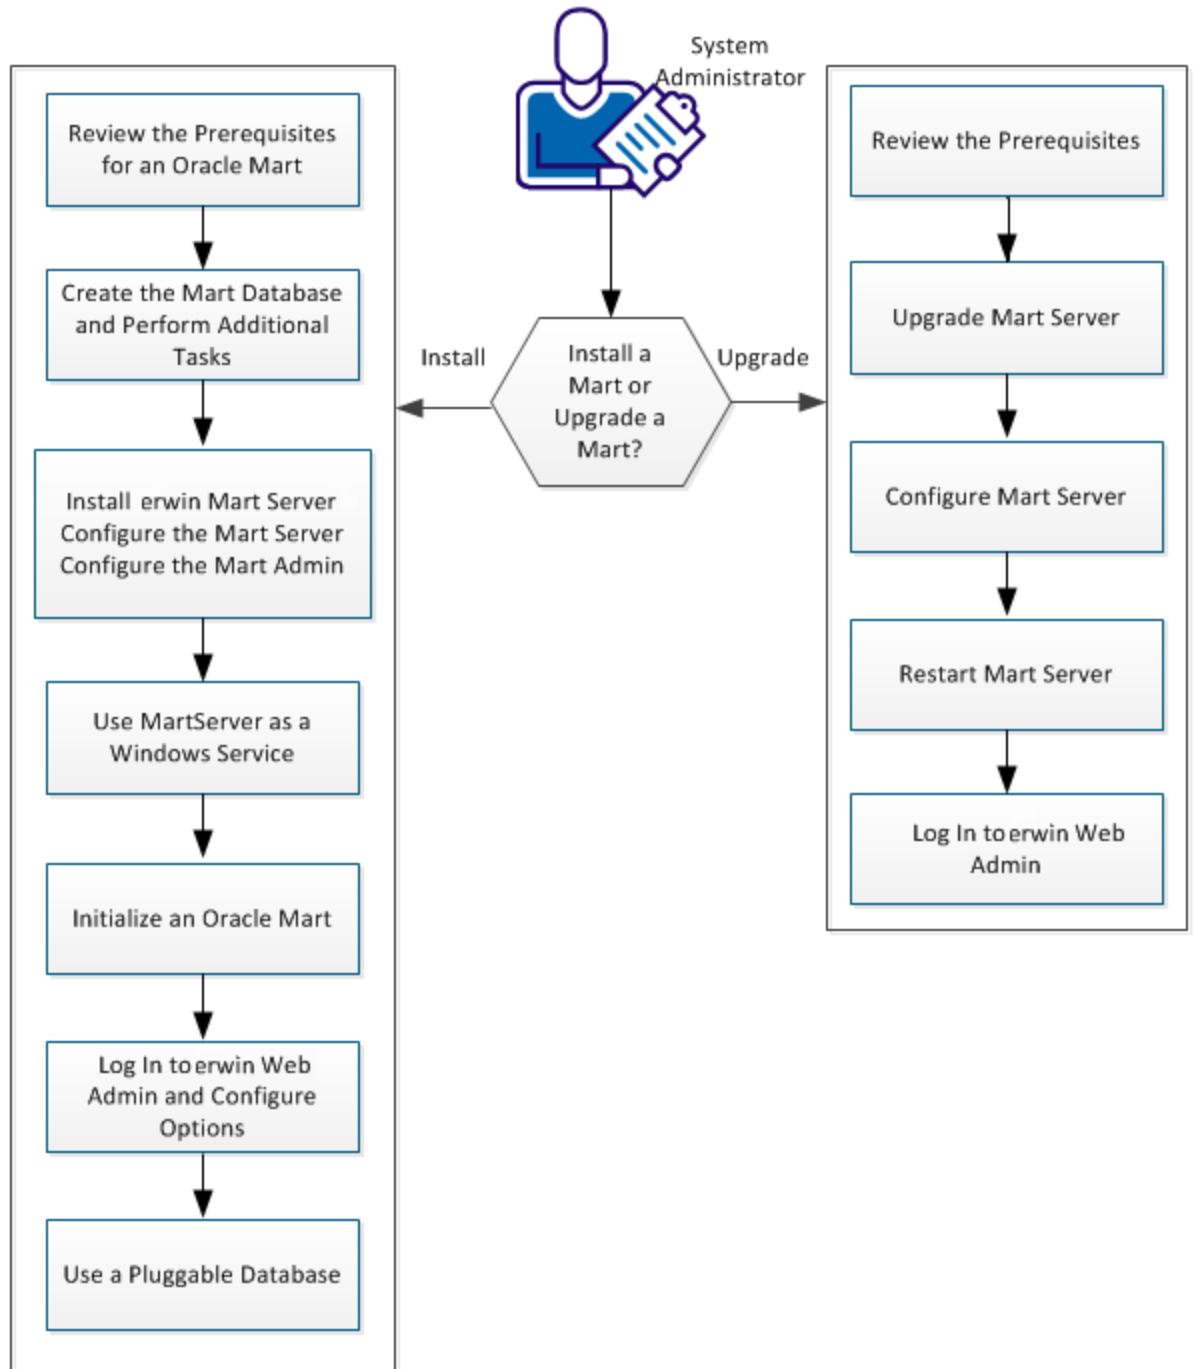 System
Administrator
Install a
Mart or
Upgrade a
Mart?
Install
Upgrade
Review the Prerequisites
for an Oracle Mart
Create the Mart Database
and Perform Additional
Tasks
Install erwin Mart Server
Configure the Mart Server
Configure the Mart Admin
Use MartServer as a
Windows Service
Initialize an Oracle Mart
Log In to erwin Web
Admin and Configure
Options
Use a Pluggable Database
Review the Prerequisites
Upgrade Mart Server
Configure Mart Server
Restart Mart Server
Log In to erwin Web
Admin